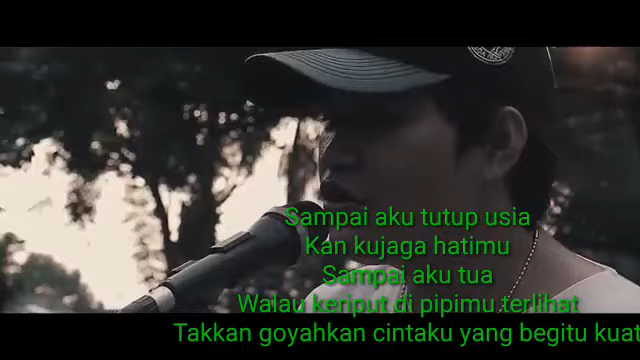 Sampai aku tutup usia
Kan kujaga hatimu
Sampai aku tua
Walau keriput di pipimu terlihat
Takkan goyahkan cintaku yang begitu kuat